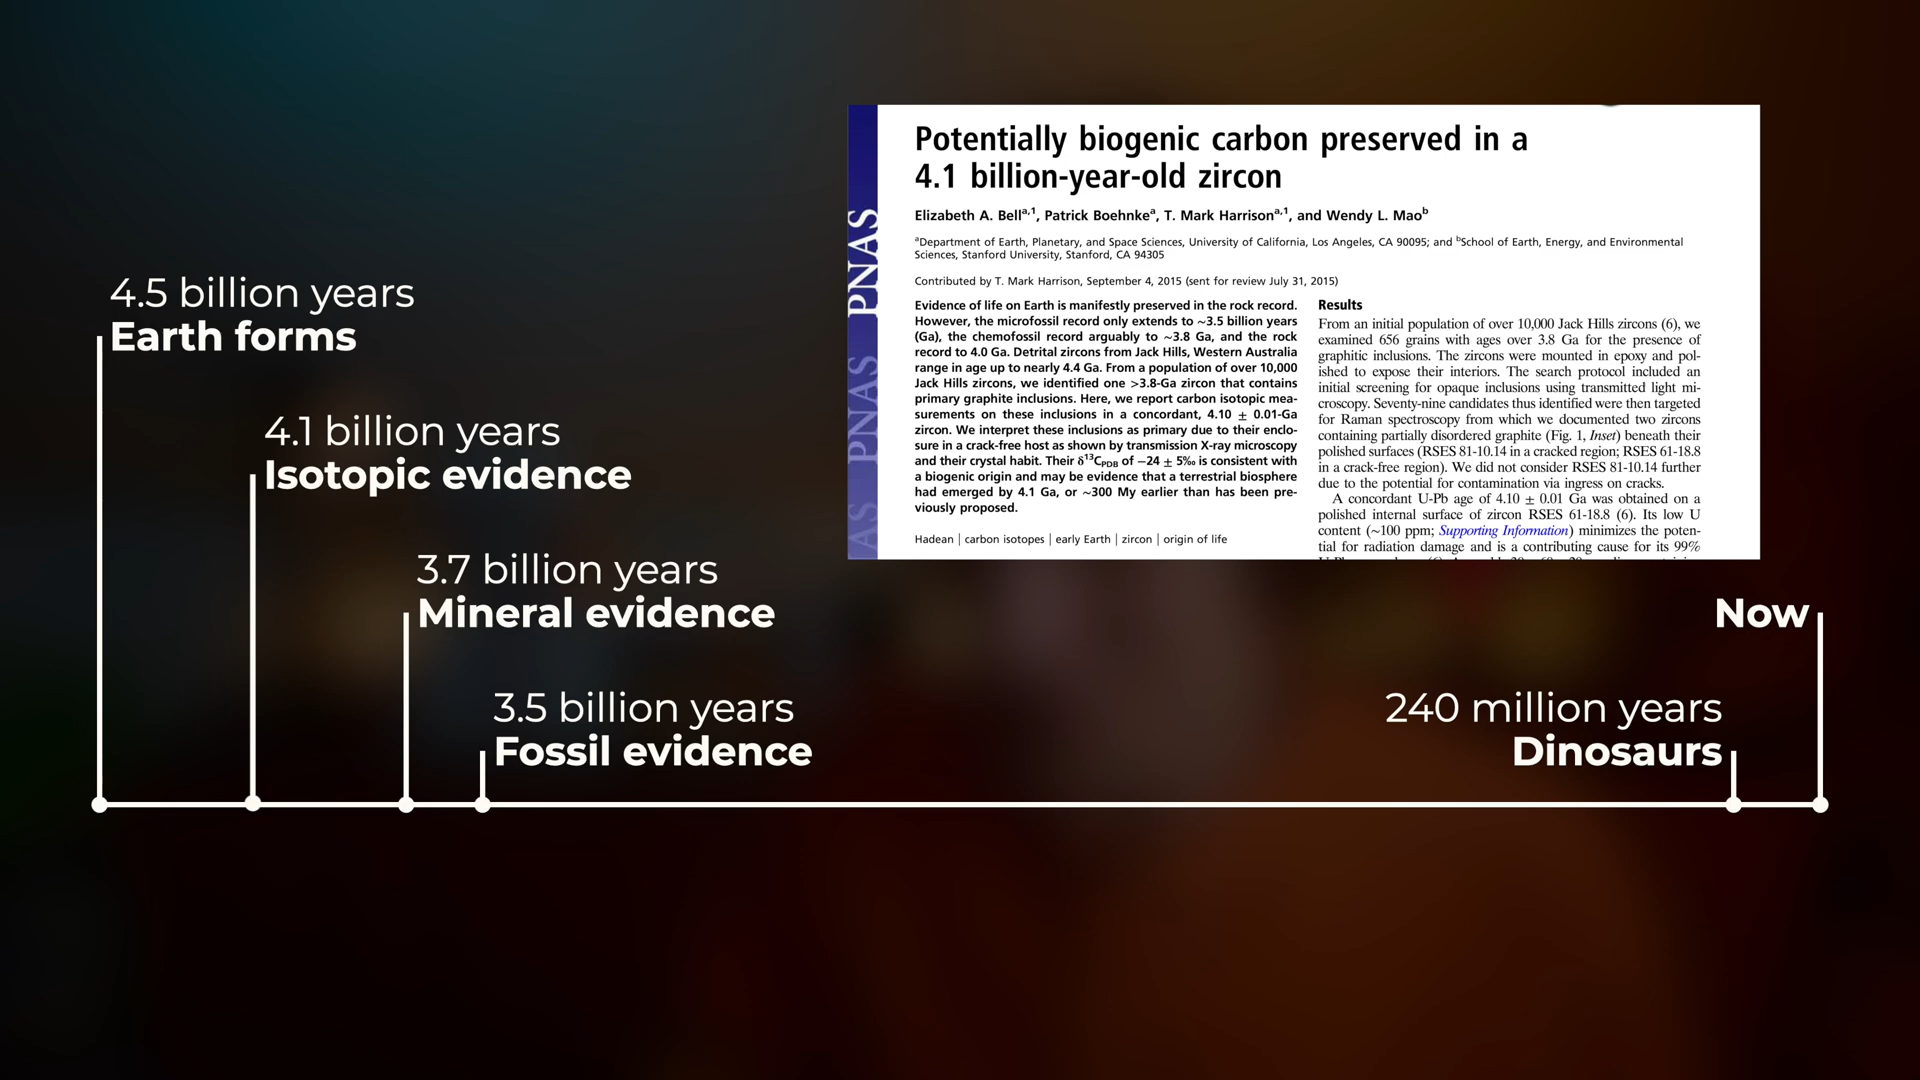 4.5 billion years
Earth forms
4.1 billion years
Isotopic evidence
3.7 billion years
Mineral evidence
3.5 billion years
Fossil evidence
PNAS
PNAS
AS
Potentially biogenic carbon preserved in a
4.1 billion-year-old zircon
Elizabeth A. Bellᵃ,¹, Patrick Boehnkeᵃ, T. Mark Harrisonᵃ,¹, and Wendy L. Maoᵇ
ᵃDepartment of Earth, Planetary, and Space Sciences, University of California, Los Angeles, CA 90095; and ᵇSchool of Earth, Energy, and Environmental
Sciences, Stanford University, Stanford, CA 94305
Contributed by T. Mark Harrison, September 4, 2015 (sent for review July 31, 2015)
Evidence of life on Earth is manifestly preserved in the rock record.
However, the microfossil record only extends to ~3.5 billion years
(Ga), the chemofossil record arguably to ~3.8 Ga, and the rock
record to 4.0 Ga. Detrital zircons from Jack Hills, Western Australia
range in age up to nearly 4.4 Ga. From a population of over 10,000
Jack Hills zircons, we identified one >3.8-Ga zircon that contains
primary graphite inclusions. Here, we report carbon isotopic mea-
surements on these inclusions in a concordant, 4.10 ± 0.01-Ga
zircon. We interpret these inclusions as primary due to their enclo-
sure in a crack-free host as shown by transmission X-ray microscopy
and their crystal habit. Their δ¹³CPDB of −24 ± 5‰ is consistent with
a biogenic origin and may be evidence that a terrestrial biosphere
had emerged by 4.1 Ga, or ~300 My earlier than has been pre-
viously proposed.
Hadean | carbon isotopes | early Earth | zircon | origin of life
Results
From an initial population of over 10,000 Jack Hills zircons (6), we
examined 656 grains with ages over 3.8 Ga for the presence of
graphitic inclusions. The zircons were mounted in epoxy and pol-
ished to expose their interiors. The search protocol included an
initial screening for opaque inclusions using transmitted light mi-
croscopy. Seventy-nine candidates thus identified were then targeted
for Raman spectroscopy from which we documented two zircons
containing partially disordered graphite (Fig. 1, Inset) beneath their
polished surfaces (RSES 81-10.14 in a cracked region; RSES 61-18.8
in a crack-free region). We did not consider RSES 81-10.14 further
due to the potential for contamination via ingress on cracks.
A concordant U-Pb age of 4.10 ± 0.01 Ga was obtained on a
polished internal surface of zircon RSES 61-18.8 (6). Its low U
content (~100 ppm; Supporting Information) minimizes the poten-
tial for radiation damage and is a contributing cause for its 99%
Now
240 million years
Dinosaurs